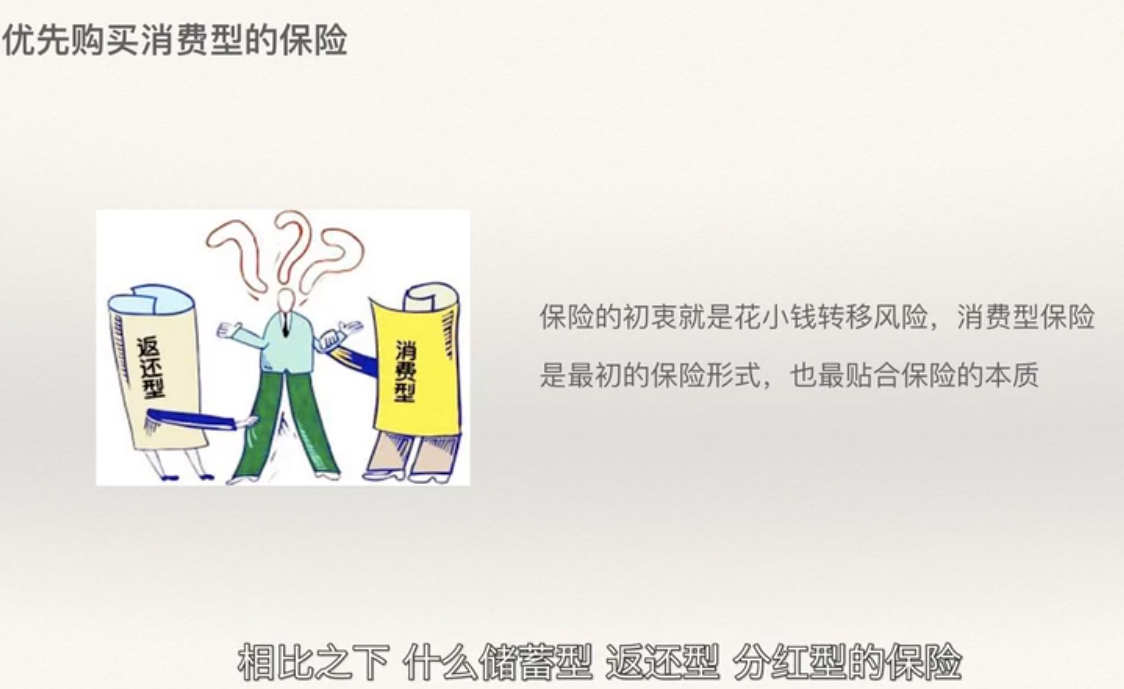 优先购买消费型的保险
返还型
消费型
保险的初衷就是花小钱转移风险，消费型保险
是最初的保险形式，也最贴合保险的本质
相比之下 什么储蓄型 返还型 分红型的保险